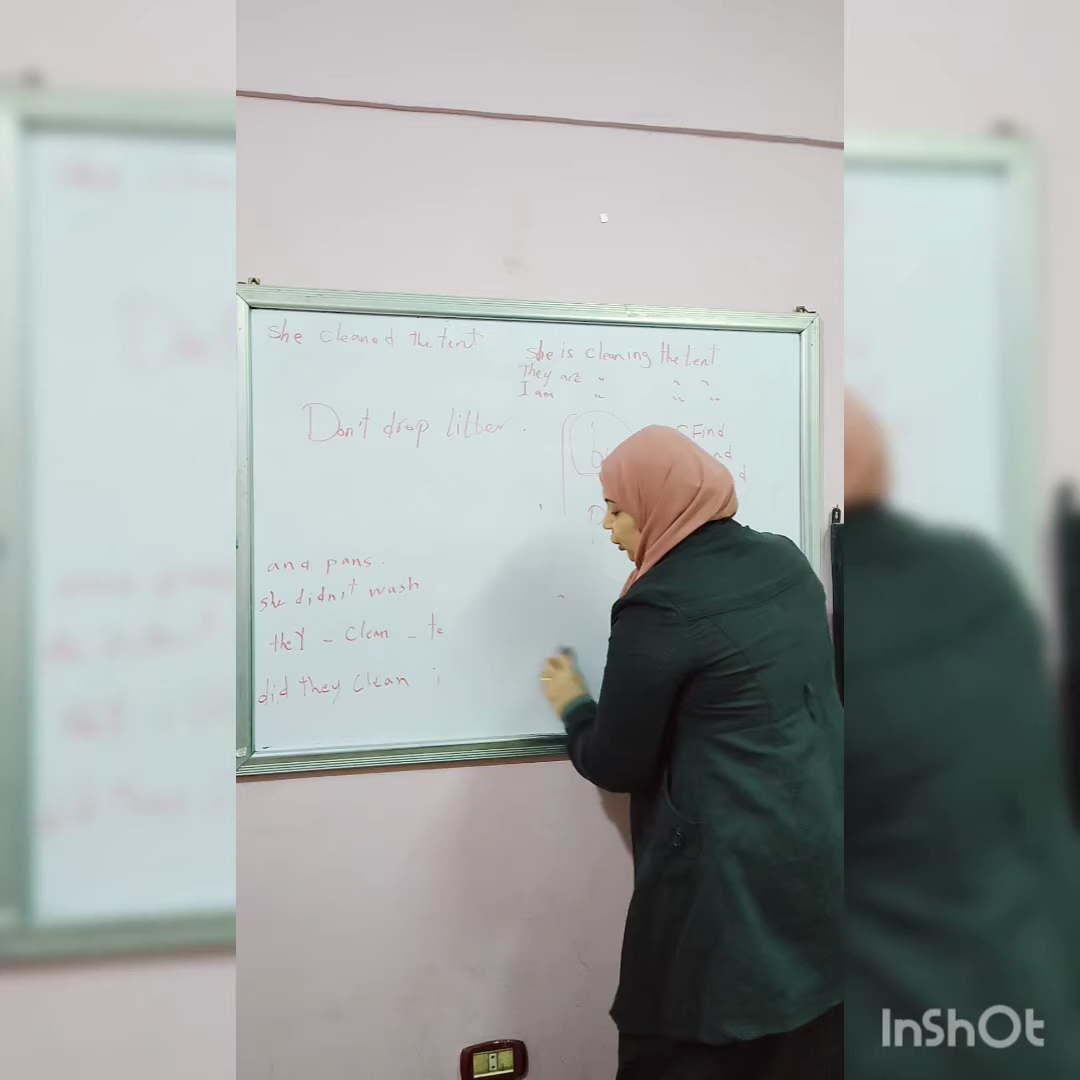 she cleaned the tent
she is cleaning the tent
They are " " "
I am " " "
Don't drop litter.
Find
and pans.
she didn't wash
they - clean - te
did they clean
InShOt